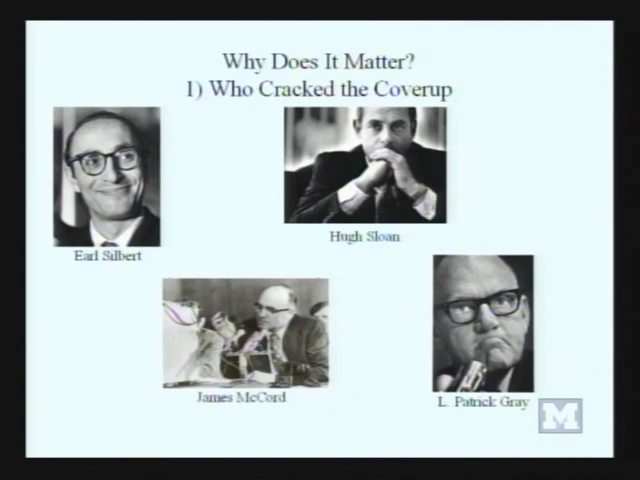 Why Does It Matter?
1) Who Cracked the Coverup
Earl Silbert
Hugh Sloan
James McCord
L. Patrick Gray
M